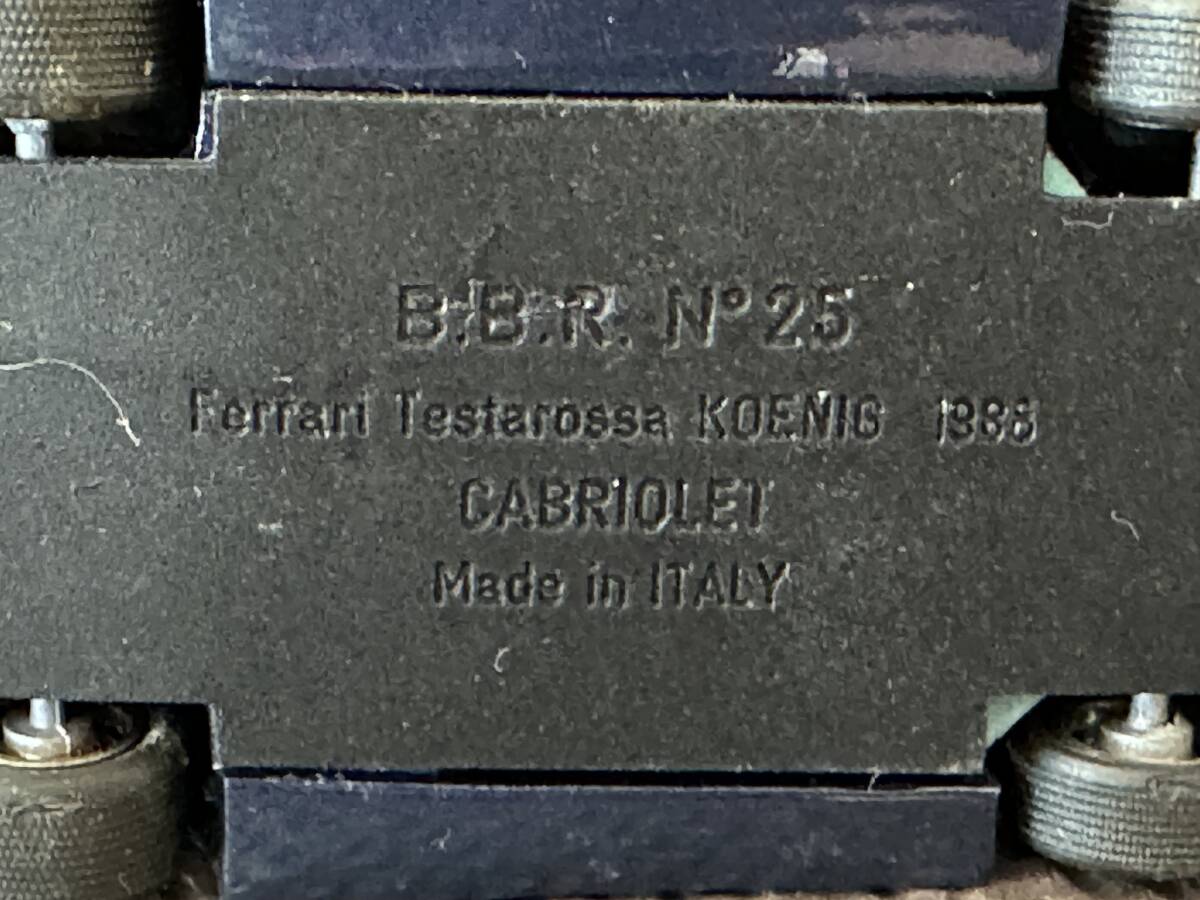 B.B.R. N° 25
Ferrari Testarossa KOENIG 1986
CABRIOLET
Made in ITALY